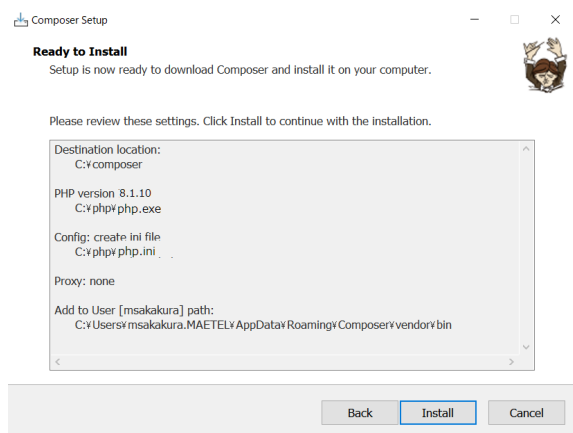 Composer Setup
Ready to Install
Setup is now ready to download Composer and install it on your computer.
Please review these settings. Click Install to continue with the installation.
Destination location:
C:¥composer
PHP version 8.1.10
C:¥php¥php.exe
Config: create ini file
C:¥php¥php.ini
Proxy: none
Add to User [msakakura] path:
C:¥Users¥msakakura.MAETEL¥AppData¥Roaming¥Composer¥vendor¥bin
Back
Install
Cancel